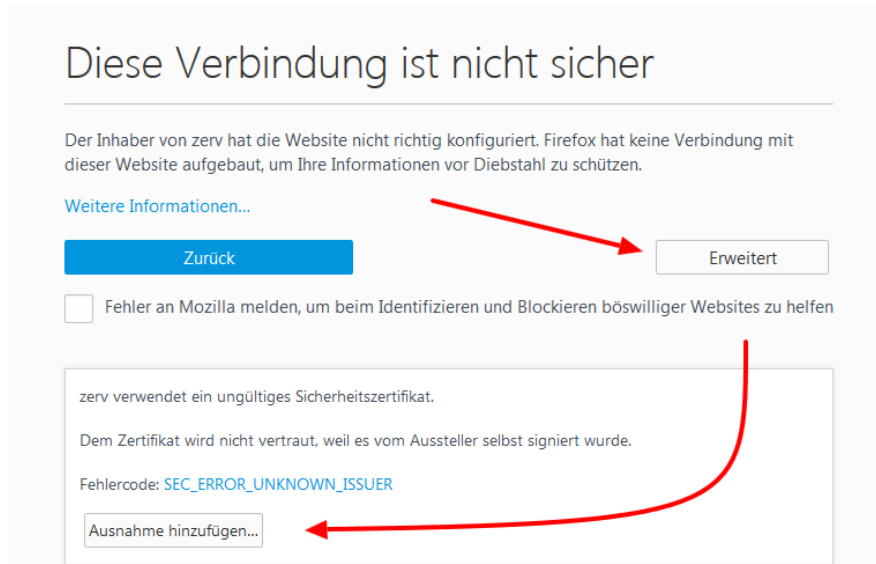 Diese Verbindung ist nicht sicher
Der Inhaber von zerv hat die Website nicht richtig konfiguriert. Firefox hat keine Verbindung mit
dieser Website aufgebaut, um Ihre Informationen vor Diebstahl zu schützen.
Weitere Informationen...
Zurück
Erweitert
Fehler an Mozilla melden, um beim Identifizieren und Blockieren böswilliger Websites zu helfen
zerv verwendet ein ungültiges Sicherheitszertifikat.
Dem Zertifikat wird nicht vertraut, weil es vom Aussteller selbst signiert wurde.
Fehlercode: SEC_ERROR_UNKNOWN_ISSUER
Ausnahme hinzufügen...